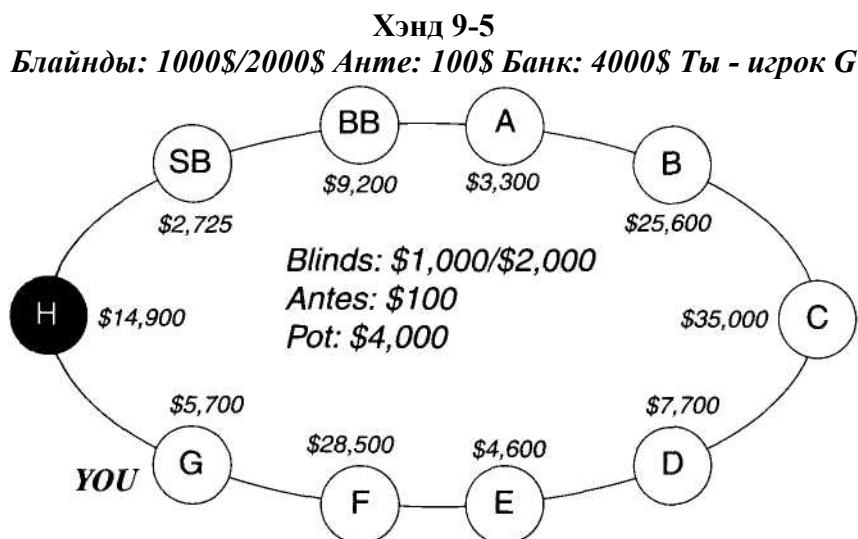 Хэнд 9-5
Блайнды: 1000$/2000$ Анте: 100$ Банк: 4000$ Ты - игрок G
SB
$2,725
BB
$9,200
A
$3,300
B
$25,600
H
$14,900
Blinds: $1,000/$2,000
Antes: $100
Pot: $4,000
$35,000
C
$5,700
YOU
G
$28,500
F
$4,600
E
$7,700
D